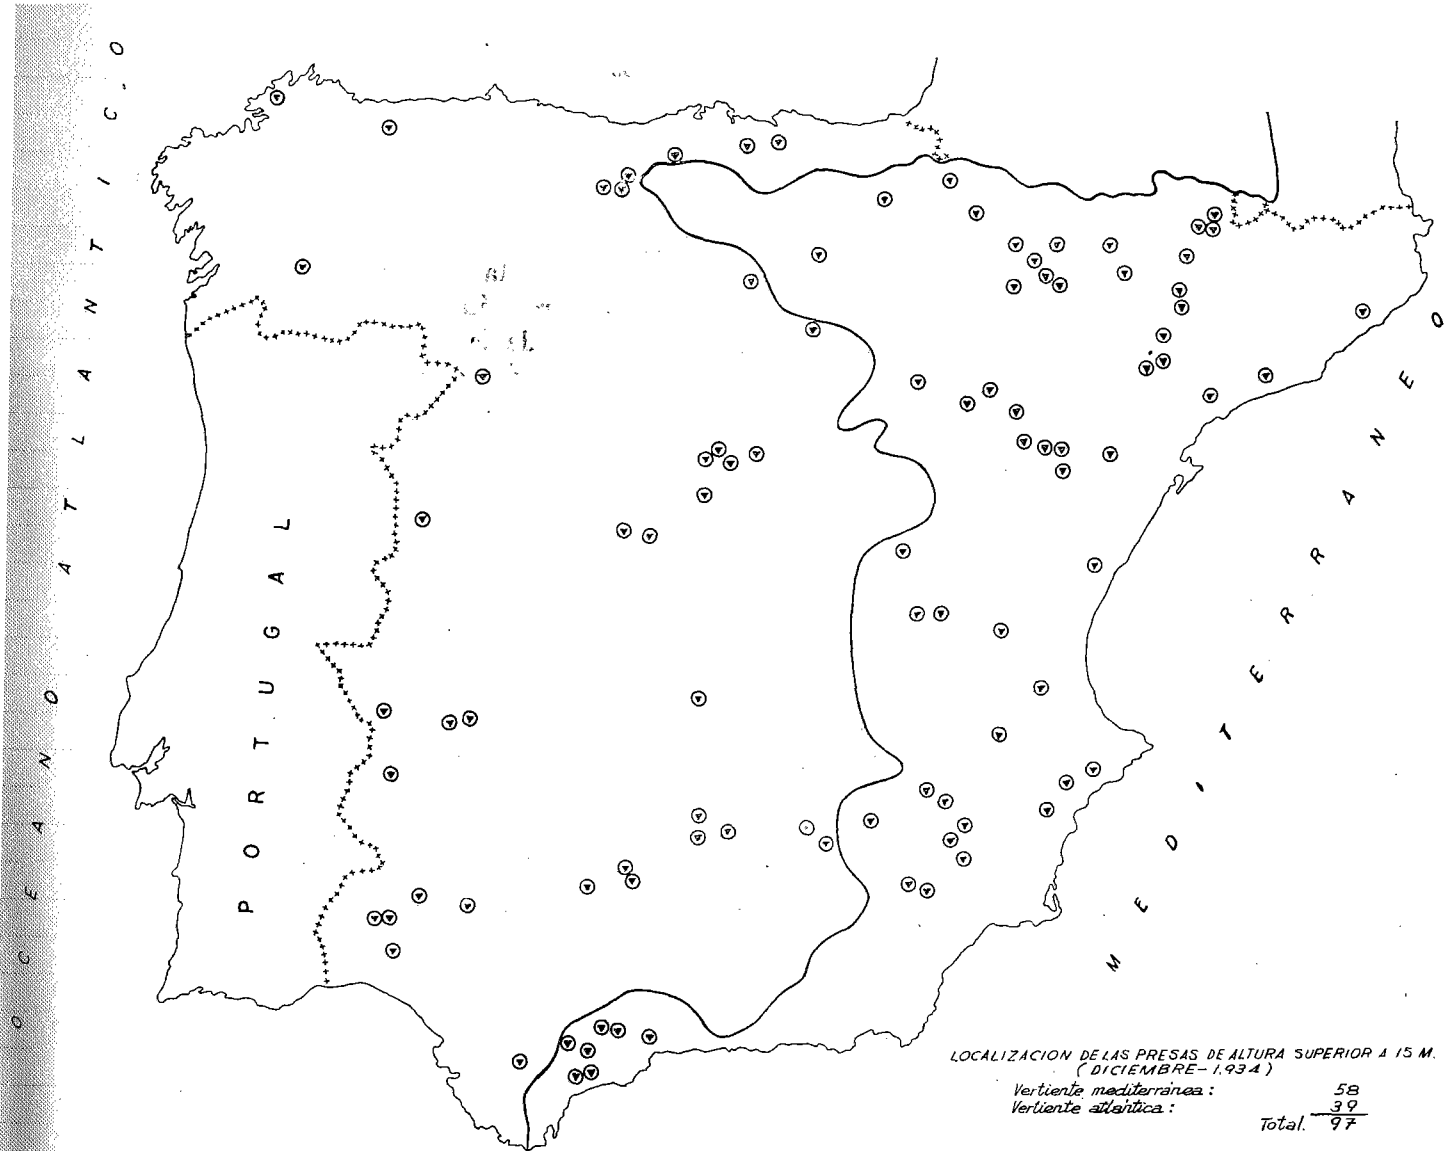 OCEANO ATLANTICO
PORTUGAL
MEDITERRANEO
LOCALIZACION DE LAS PRESAS DE ALTURA SUPERIOR A 15 M.
(DICIEMBRE-1.934)
Vertiente mediterránea: 58
Vertiente atlántica: 39
Total. 97